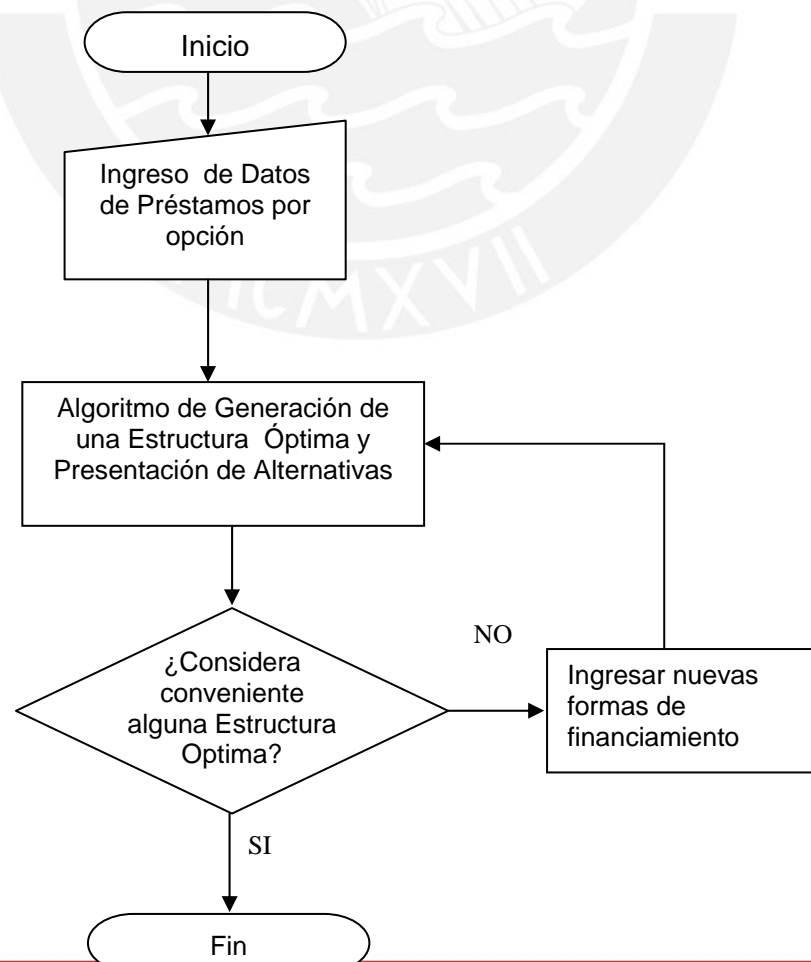 Inicio
Ingreso de Datos
de Préstamos por
opción
MCMXVII
Algoritmo de Generación de
una Estructura Óptima y
Presentación de Alternativas
¿Considera
conveniente
alguna Estructura
Optima?
NO
Ingresar nuevas
formas de
financiamiento
SI
Fin